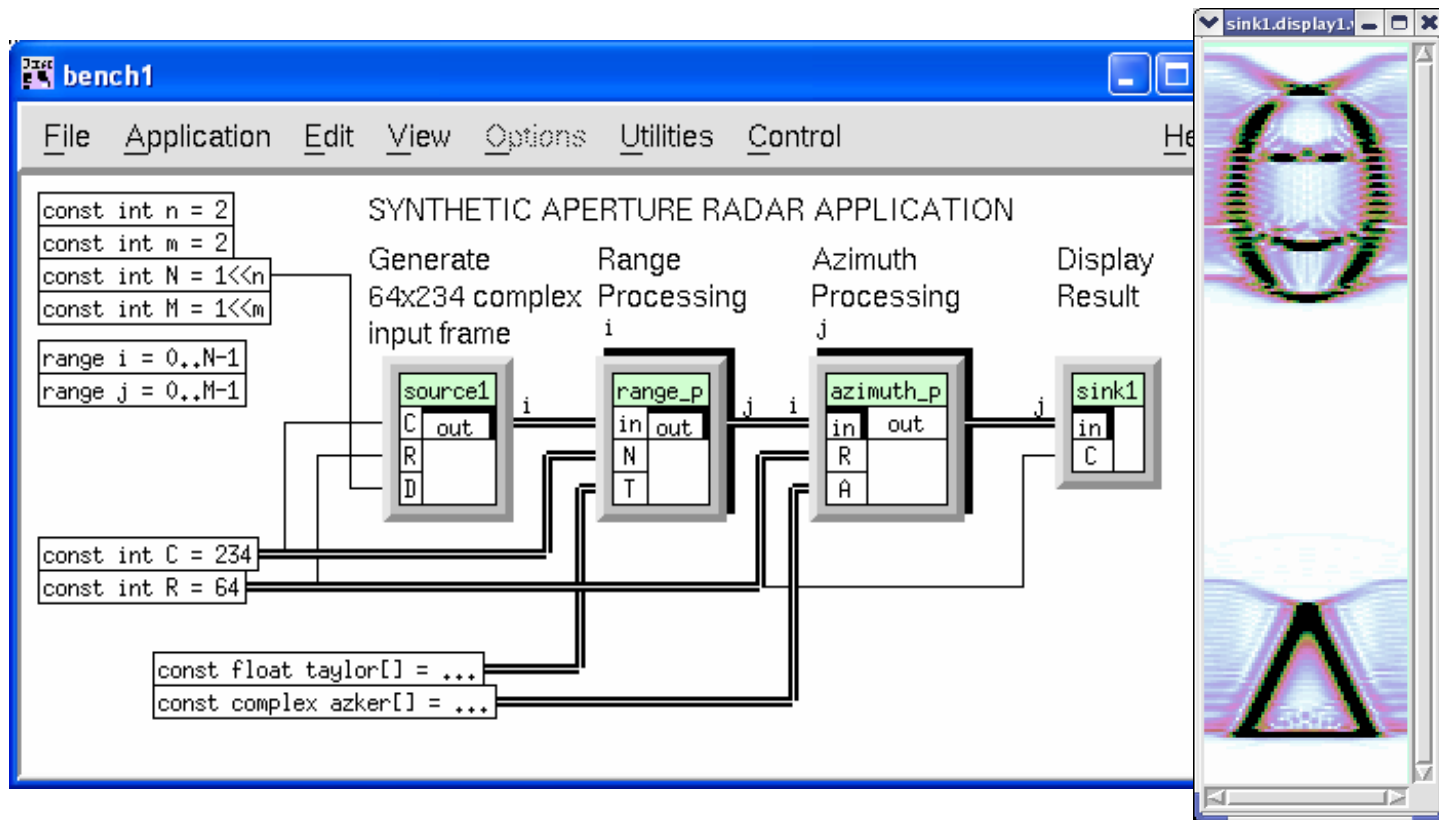 sink1.display1.
bench1
File Application Edit View Options Utilities Control He
const int n = 2
const int m = 2
const int N = 1<<n
const int M = 1<<m
range i = 0..N-1
range j = 0..M-1
SYNTHETIC APERTURE RADAR APPLICATION
Generate
64x234 complex
input frame
Range
Processing
Azimuth
Processing
Display
Result
i
j
source1
C out
R
D
i
range_p
in out
N
T
j i
azimuth_p
in out
R
A
j
sink1
in
C
const int C = 234
const int R = 64
const float taylor[] = ...
const complex azker[] = ...